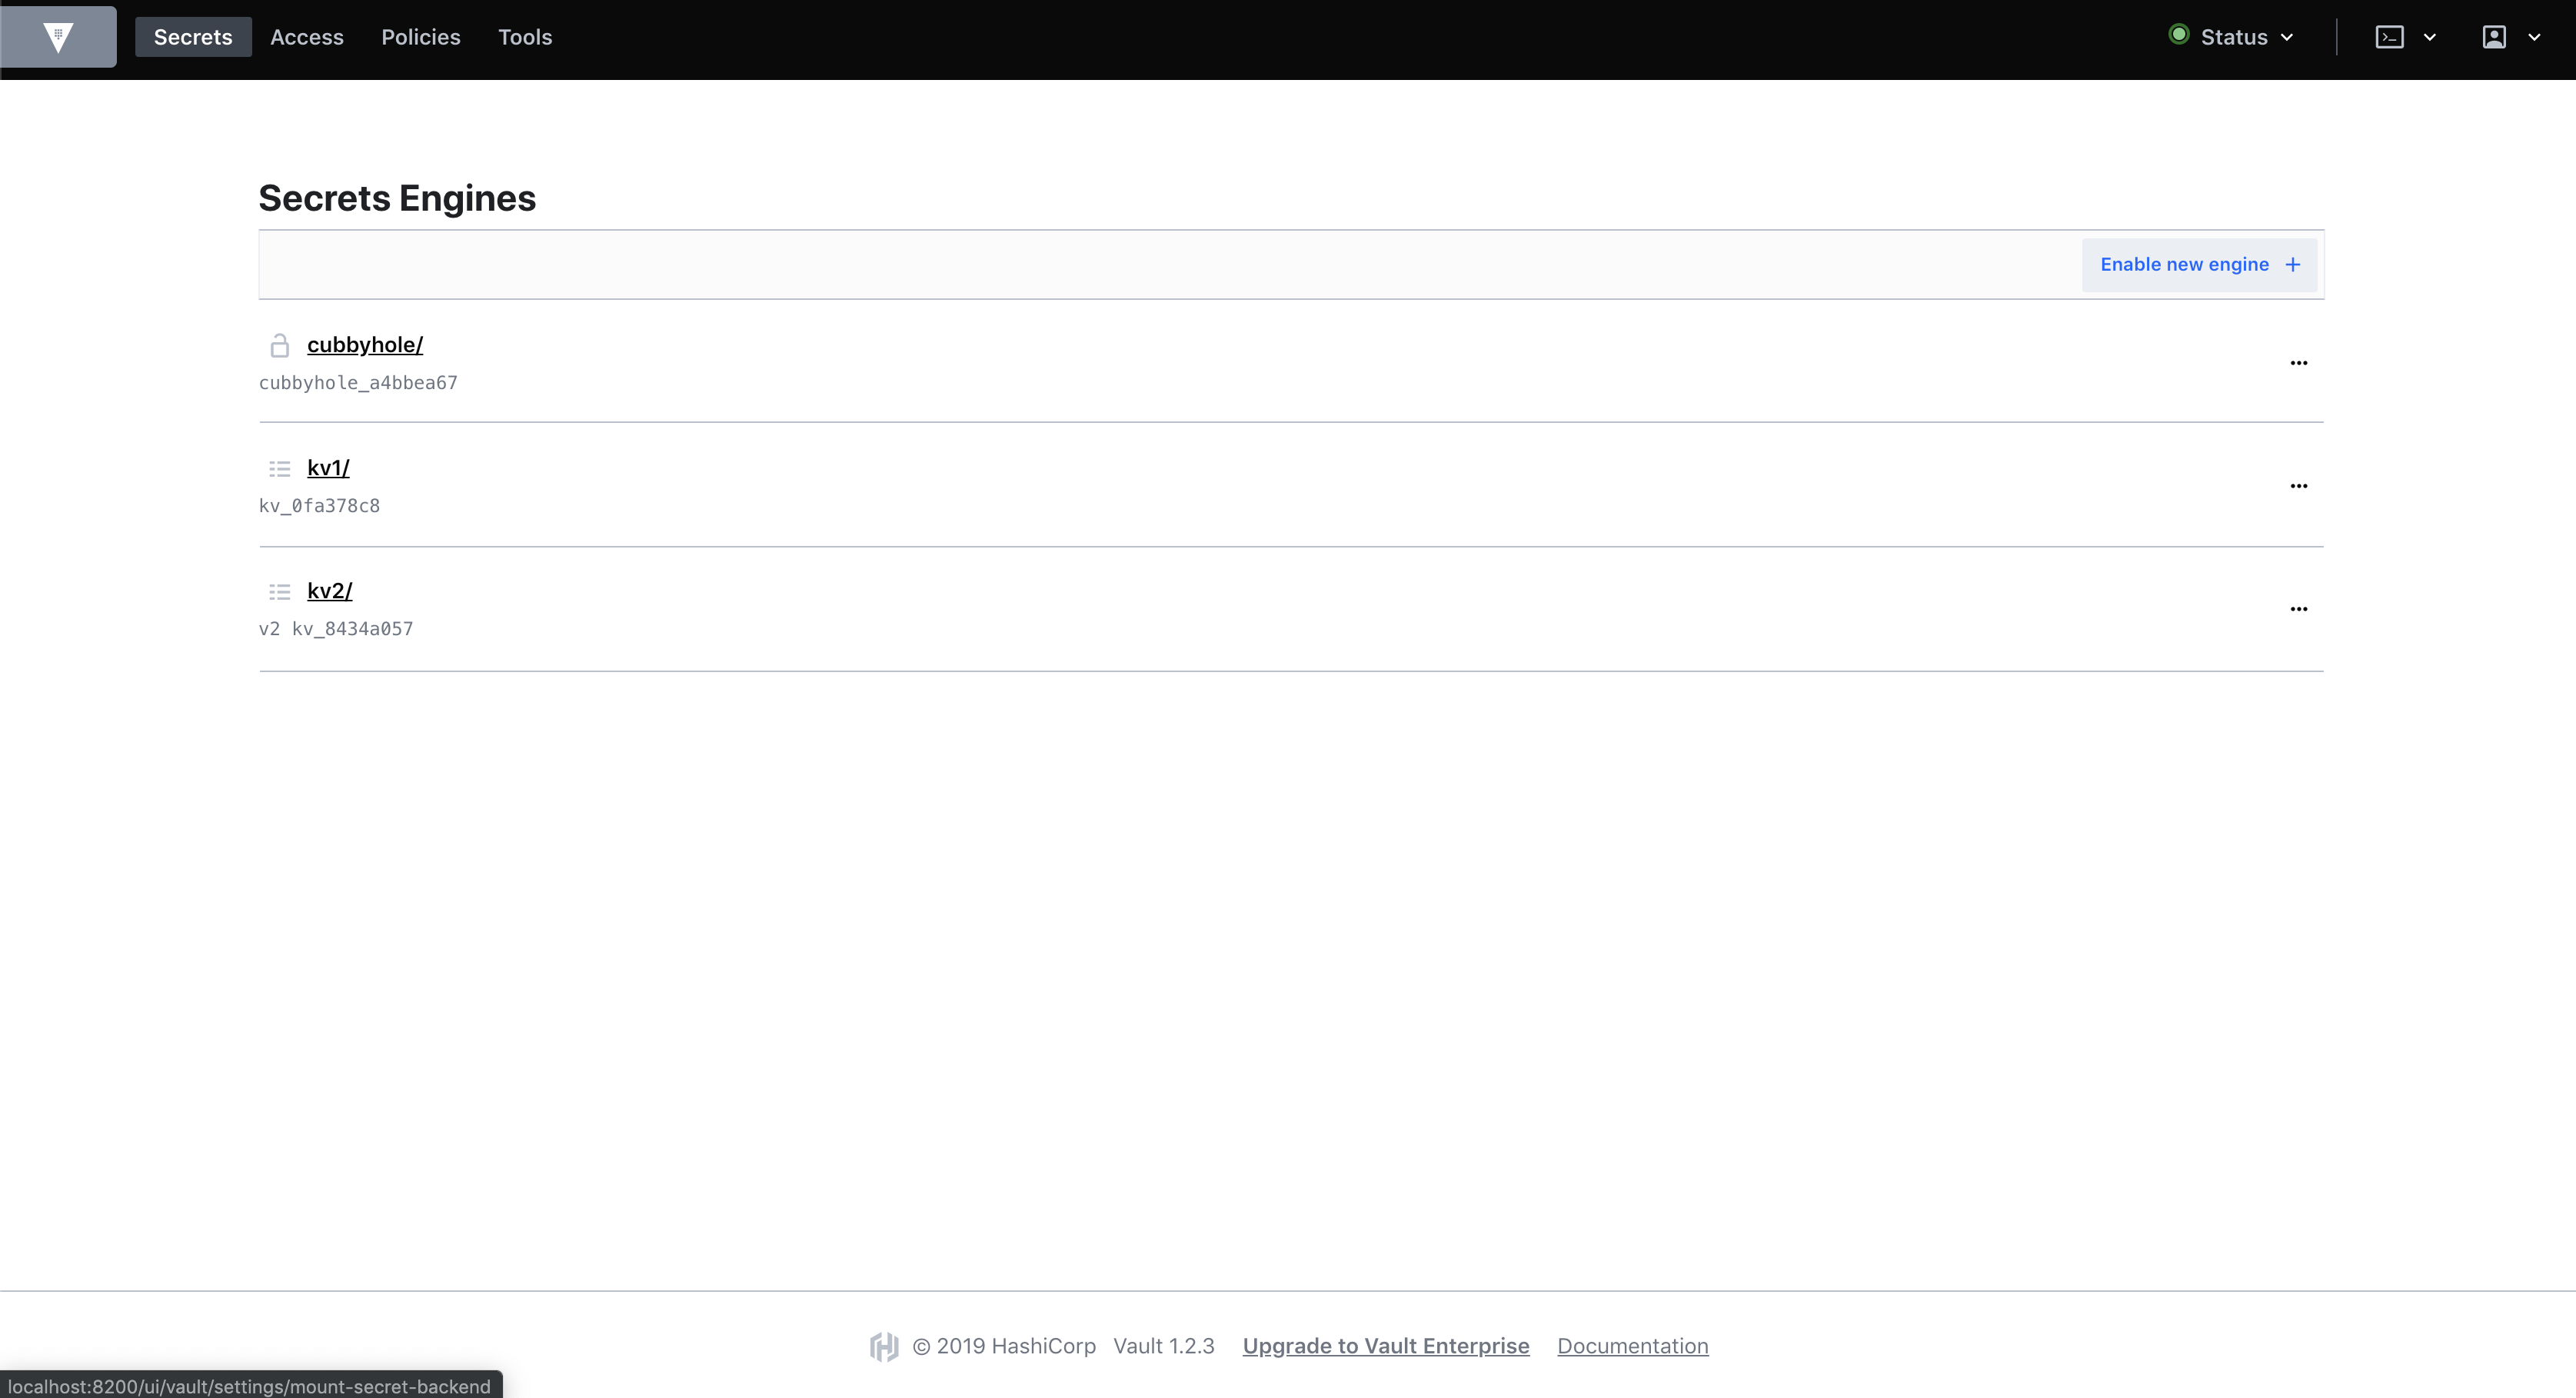 Secrets Access Policies Tools Status
Secrets Engines
Enable new engine
cubbyhole/
cubbyhole_a4bbea67
kv1/
kv_0fa378c8
kv2/
v2 kv_8434a057
© 2019 HashiCorp Vault 1.2.3 Upgrade to Vault Enterprise Documentation
localhost:8200/ui/vault/settings/mount-secret-backend